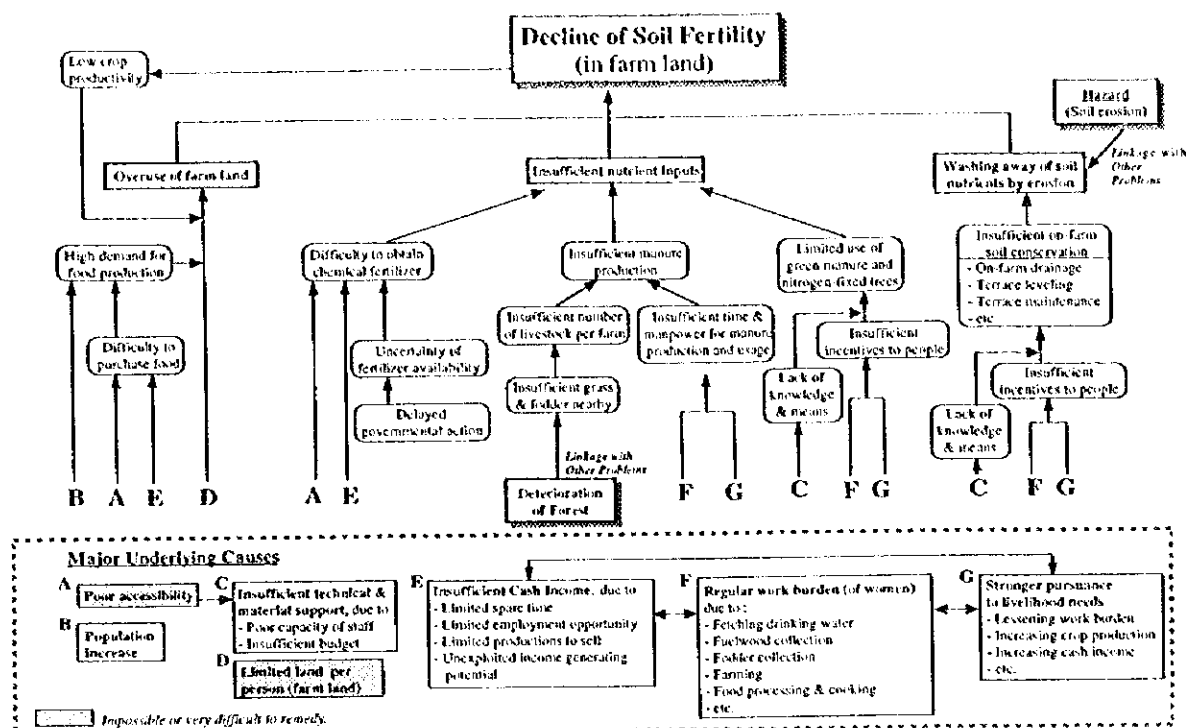 Decline of Soil Fertility
(in farm land)
Low crop
productivity
Hazard
(Soil erosion)
Linkage with
Other
Problems
Overuse of farm land
Insufficient nutrient Inputs
Washing away of soil
nutrients by erosion
High demand for
food production
Difficulty to obtain
chemical fertilizer
Insufficient manure
production
Limited use of
green manure and
nitrogen-fixed trees
Insufficient on-farm
soil conservation
- On-farm drainage
- Terrace leveling
- Terrace maintenance
- etc.
Difficulty to
purchase food
Uncertainty of
fertilizer availability
Delayed
governmental action
Insufficient number
of livestock per farm
Insufficient time &
manpower for manure
production and usage
Insufficient grass
& fodder nearby
Insufficient
incentives to people
Lack of
knowledge
& means
Insufficient
incentives to people
Lack of
knowledge
& means
Linkage with
Other Problems
Deterioration
of Forest
B A E D A E F G C F G C F G
Major Underlying Causes
A
Poor accessibility
B
Population
Increase
C
Insufficient technical &
material support, due to
- Poor capacity of staff
- Insufficient budget
D
Limited land per
person (farm land)
E
Insufficient Cash Income, due to
- Limited spare time
- Limited employment opportunity
- Limited productions to sell
- Unexploited income generating
potential
F
Regular work burden (of women)
due to:
- Fetching drinking water
- Fuelwood collection
- Fodder collection
- Farming
- Food processing & cooking
- etc.
G
Stronger pursuance
to livelihood needs
- Lessening work burden
- Increasing crop production
- Increasing cash income
- etc.
Impossible or very difficult to remedy.